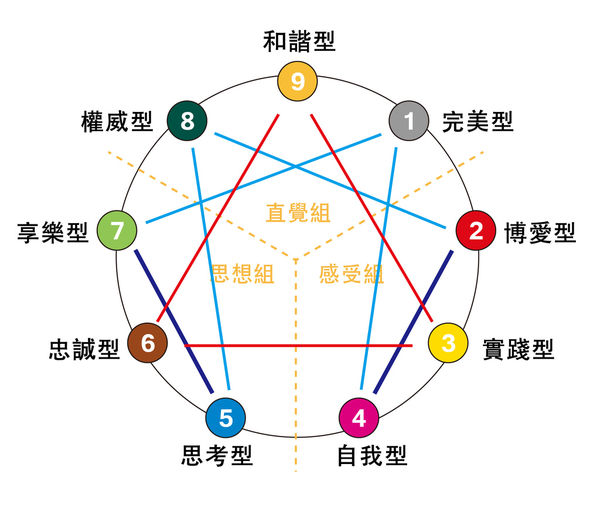 和諧型
9
權威型
8
1
完美型
直覺組
享樂型
7
2
博愛型
思想組
感受組
忠誠型
6
3
實踐型
5
4
思考型
自我型